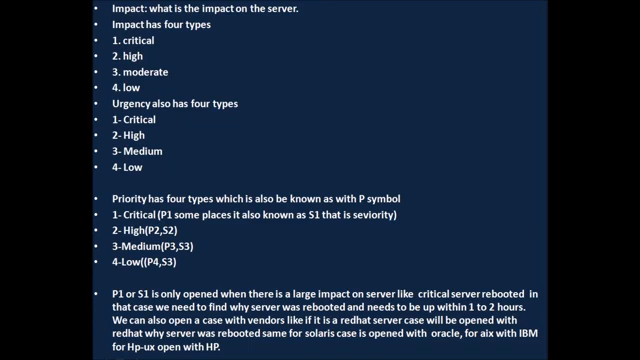 • Impact: what is the impact on the server.
• Impact has four types
• 1. critical
• 2. high
• 3. moderate
• 4. low
• Urgency also has four types
• 1- Critical
• 2- High
• 3- Medium
• 4- Low
• Priority has four types which is also be known as with P symbol
• 1- Critical (P1 some places it also known as S1 that is seviority)
• 2- High(P2,S2)
• 3-Medium(P3,S3)
• 4-Low((P4,S3)
• P1 or S1 is only opened when there is a large impact on server like critical server rebooted in
that case we need to find why server was rebooted and needs to be up within 1 to 2 hours.
We can also open a case with vendors like if it is a redhat server case will be opened with
redhat why server was rebooted same for solaris case is opened with oracle, for aix with IBM
for Hp-ux open with HP.